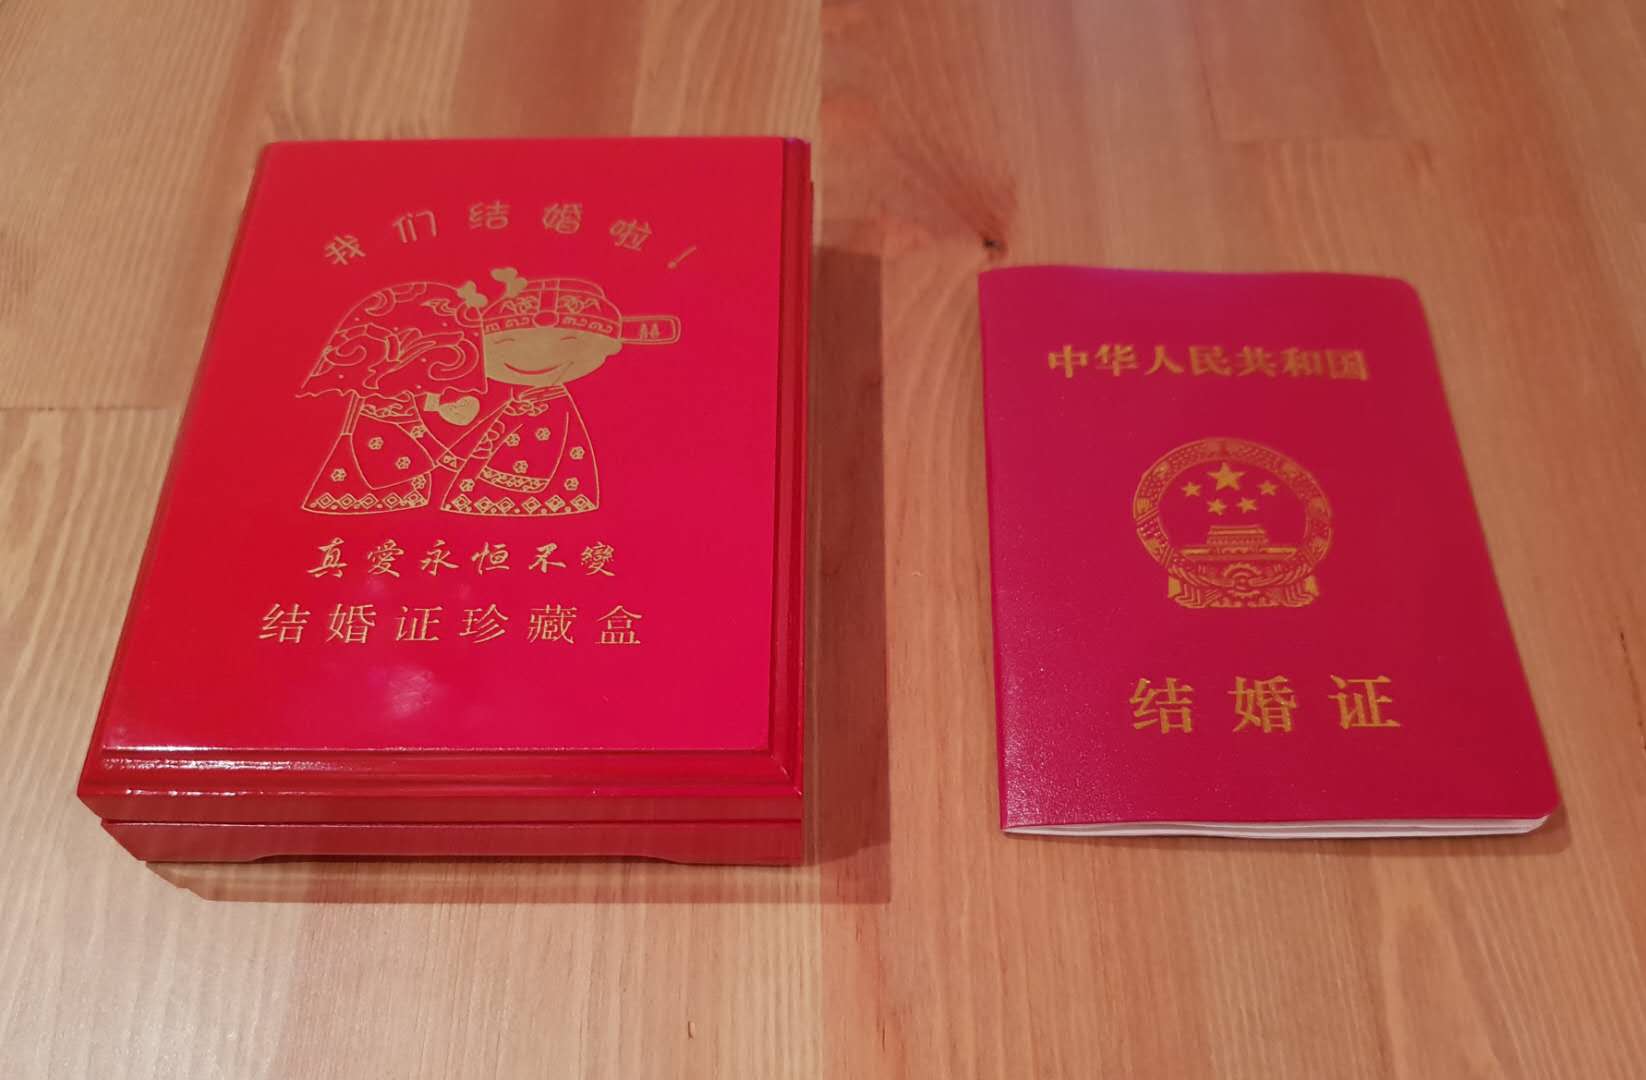 我们结婚啦！
真愛永恒不變
结婚证珍藏盒
中华人民共和国
结婚证